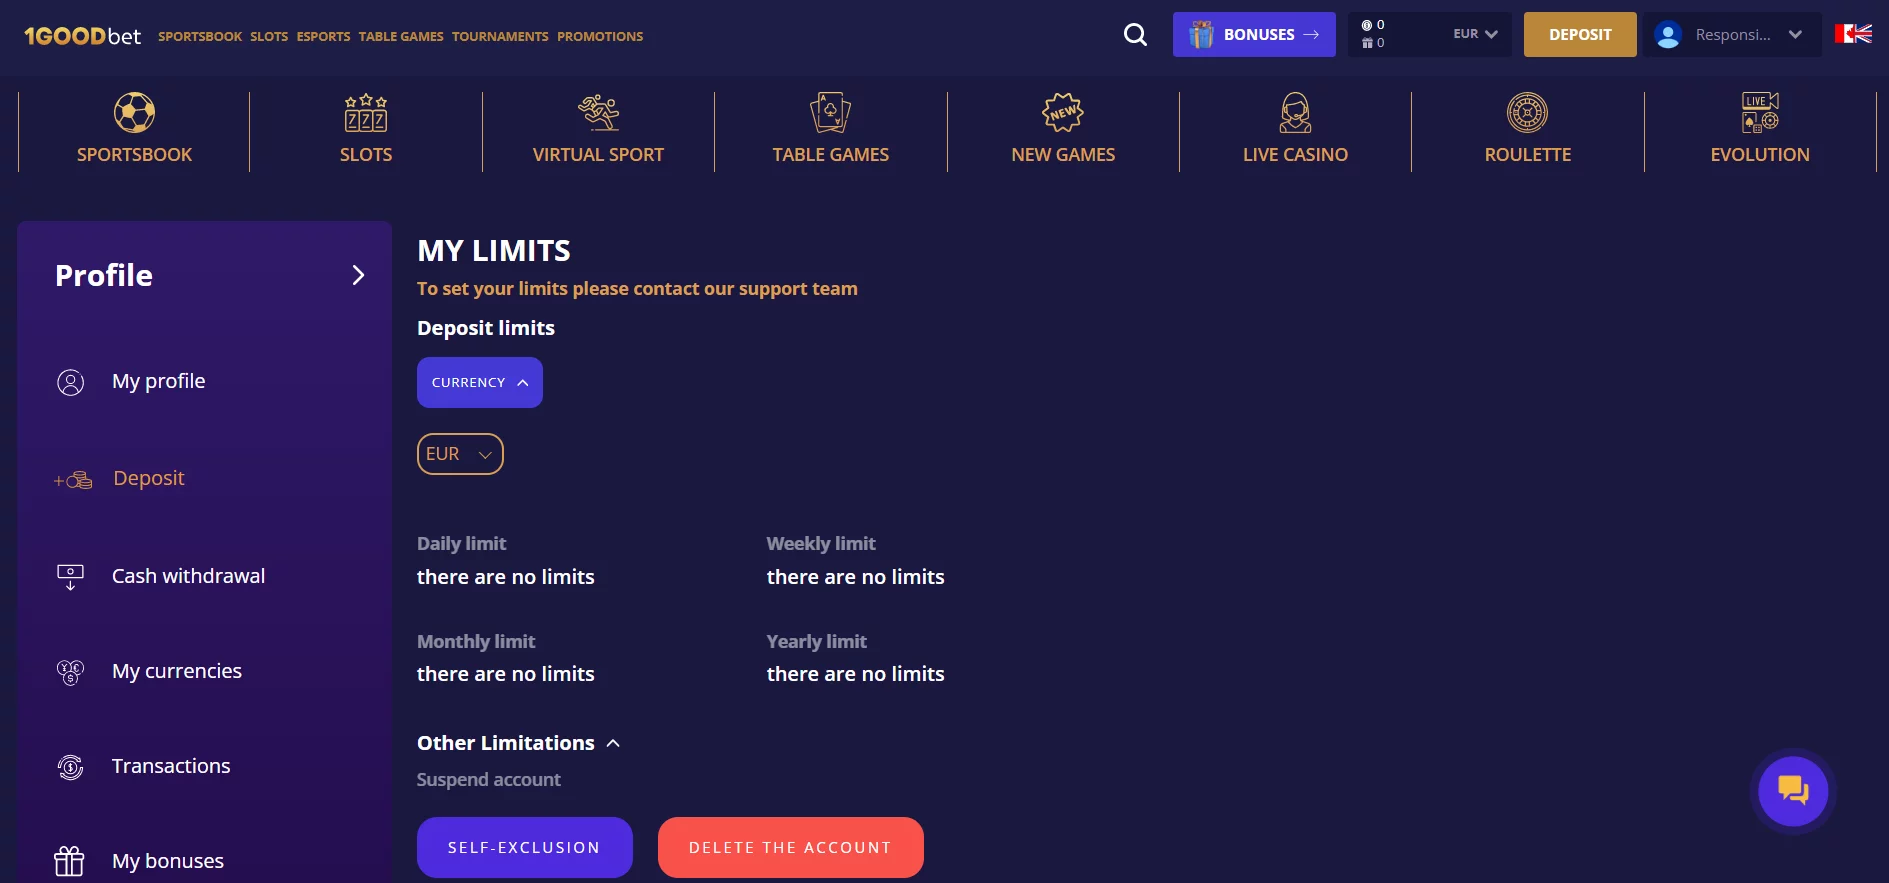 1GOODbet SPORTSBOOK SLOTS ESPORTS TABLE GAMES TOURNAMENTS PROMOTIONS BONUSES → 0 EUR DEPOSIT Responsi...
0
SPORTSBOOK
ZZZ
SLOTS
VIRTUAL SPORT
A A
TABLE GAMES
NEW
NEW GAMES
LIVE CASINO
ROULETTE
LIVE
EVOLUTION
Profile
My profile
Deposit
Cash withdrawal
My currencies
Transactions
My bonuses
MY LIMITS
To set your limits please contact our support team
Deposit limits
CURRENCY
EUR
Daily limit
there are no limits
Weekly limit
there are no limits
Monthly limit
there are no limits
Yearly limit
there are no limits
Other Limitations
Suspend account
SELF-EXCLUSION
DELETE THE ACCOUNT